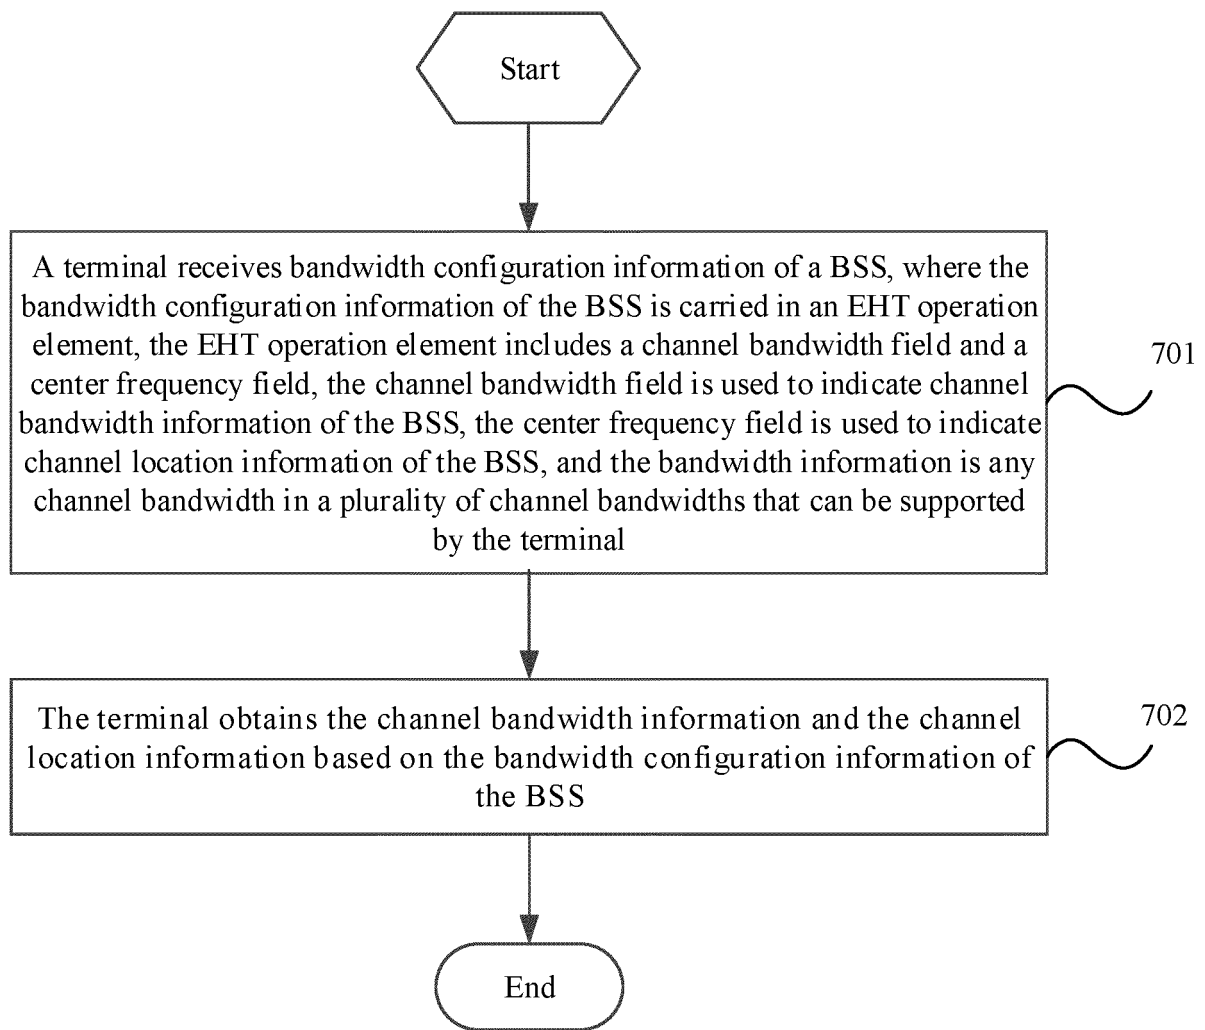 Start
A terminal receives bandwidth configuration information of a BSS, where the
bandwidth configuration information of the BSS is carried in an EHT operation
element, the EHT operation element includes a channel bandwidth field and a
center frequency field, the channel bandwidth field is used to indicate channel
bandwidth information of the BSS, the center frequency field is used to indicate
channel location information of the BSS, and the bandwidth information is any
channel bandwidth in a plurality of channel bandwidths that can be supported
by the terminal
701
The terminal obtains the channel bandwidth information and the channel
location information based on the bandwidth configuration information of
the BSS
702
End